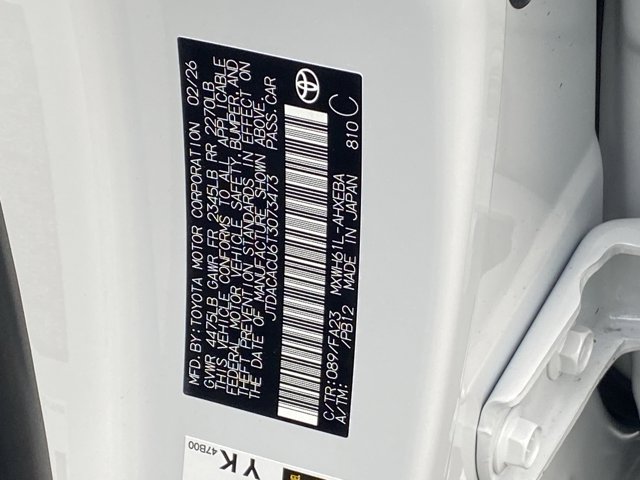 MFD.BY:TOYOTA MOTOR CORPORATION 02/26
GVWR 4475LB GAWR FR 2345LB RR 2270LB
THIS VEHICLE CONFORMS TO ALL APPLICABLE
FEDERAL MOTOR VEHICLE SAFETY, BUMPER, AND
THEFT PREVENTION STANDARDS IN EFFECT ON
THE DATE OF MANUFACTURE SHOWN ABOVE.
JTDACACU6T3073473 PASS.CAR
C/TR:089/FA23 MXWH61L-AHXEBA
A/TM: /PB12 MADE IN JAPAN 810 C
YK
47B00